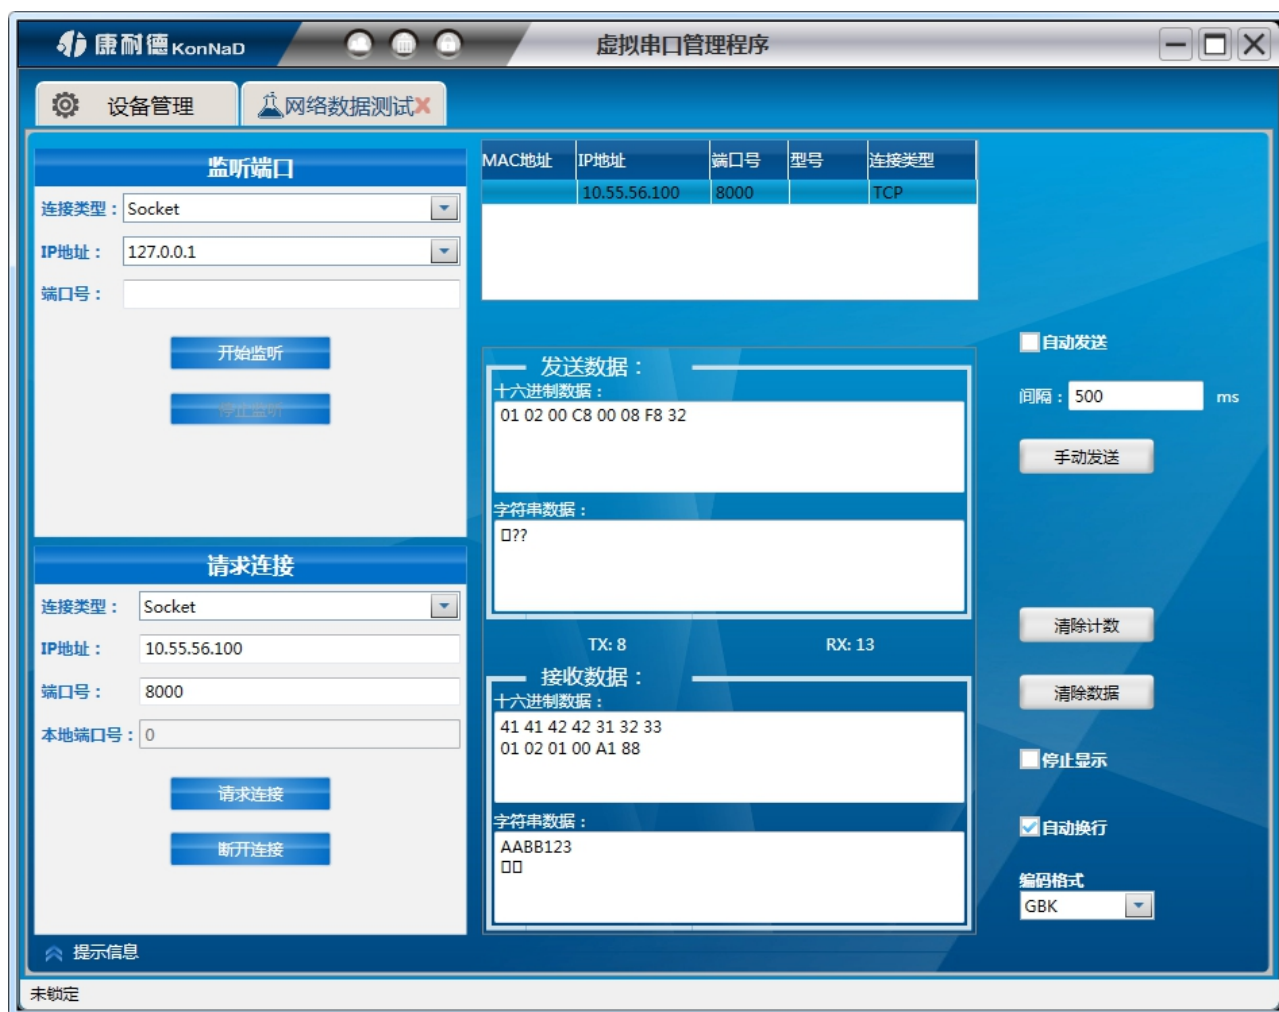 康耐德 KonNaD
虚拟串口管理程序
设备管理
网络数据测试
监听端口
连接类型：Socket
IP地址： 127.0.0.1
端口号：
开始监听
停止监听
请求连接
连接类型： Socket
IP地址： 10.55.56.100
端口号： 8000
本地端口号： 0
请求连接
断开连接
MAC地址 IP地址 端口号 型号 连接类型
10.55.56.100 8000 TCP
发送数据：
十六进制数据：
01 02 00 C8 00 08 F8 32
字符串数据：
□??
TX: 8 RX: 13
接收数据：
十六进制数据：
41 41 42 42 31 32 33
01 02 01 00 A1 88
字符串数据：
AABB123
□□
自动发送
间隔： 500 ms
手动发送
清除计数
清除数据
停止显示
自动换行
编码格式
GBK
提示信息
未锁定